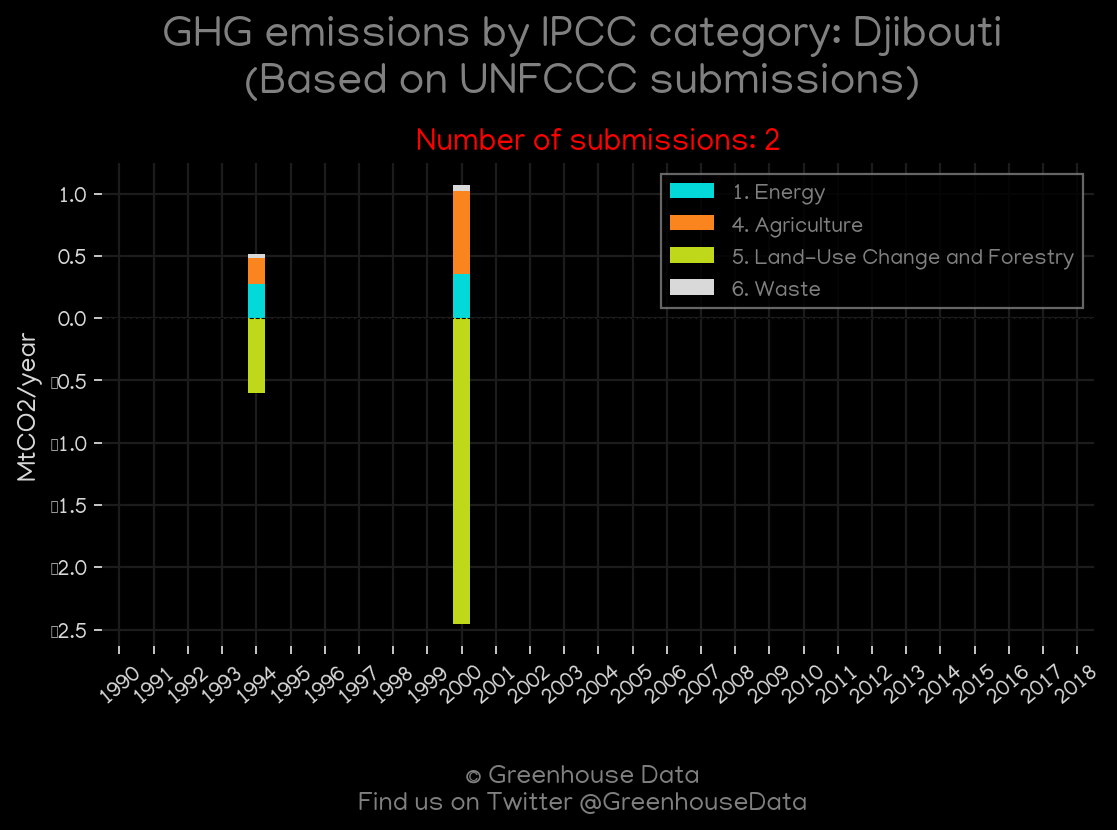 GHG emissions by IPCC category: Djibouti
(Based on UNFCCC submissions)
Number of submissions: 2
1. Energy
4. Agriculture
5. Land-Use Change and Forestry
6. Waste
MtCO2/year
1.0
0.5
0.0
▯0.5
▯1.0
▯1.5
▯2.0
▯2.5
1990 1991 1992 1993 1994 1995 1996 1997 1998 1999 2000 2001 2002 2003 2004 2005 2006 2007 2008 2009 2010 2011 2012 2013 2014 2015 2016 2017 2018
© Greenhouse Data
Find us on Twitter @GreenhouseData